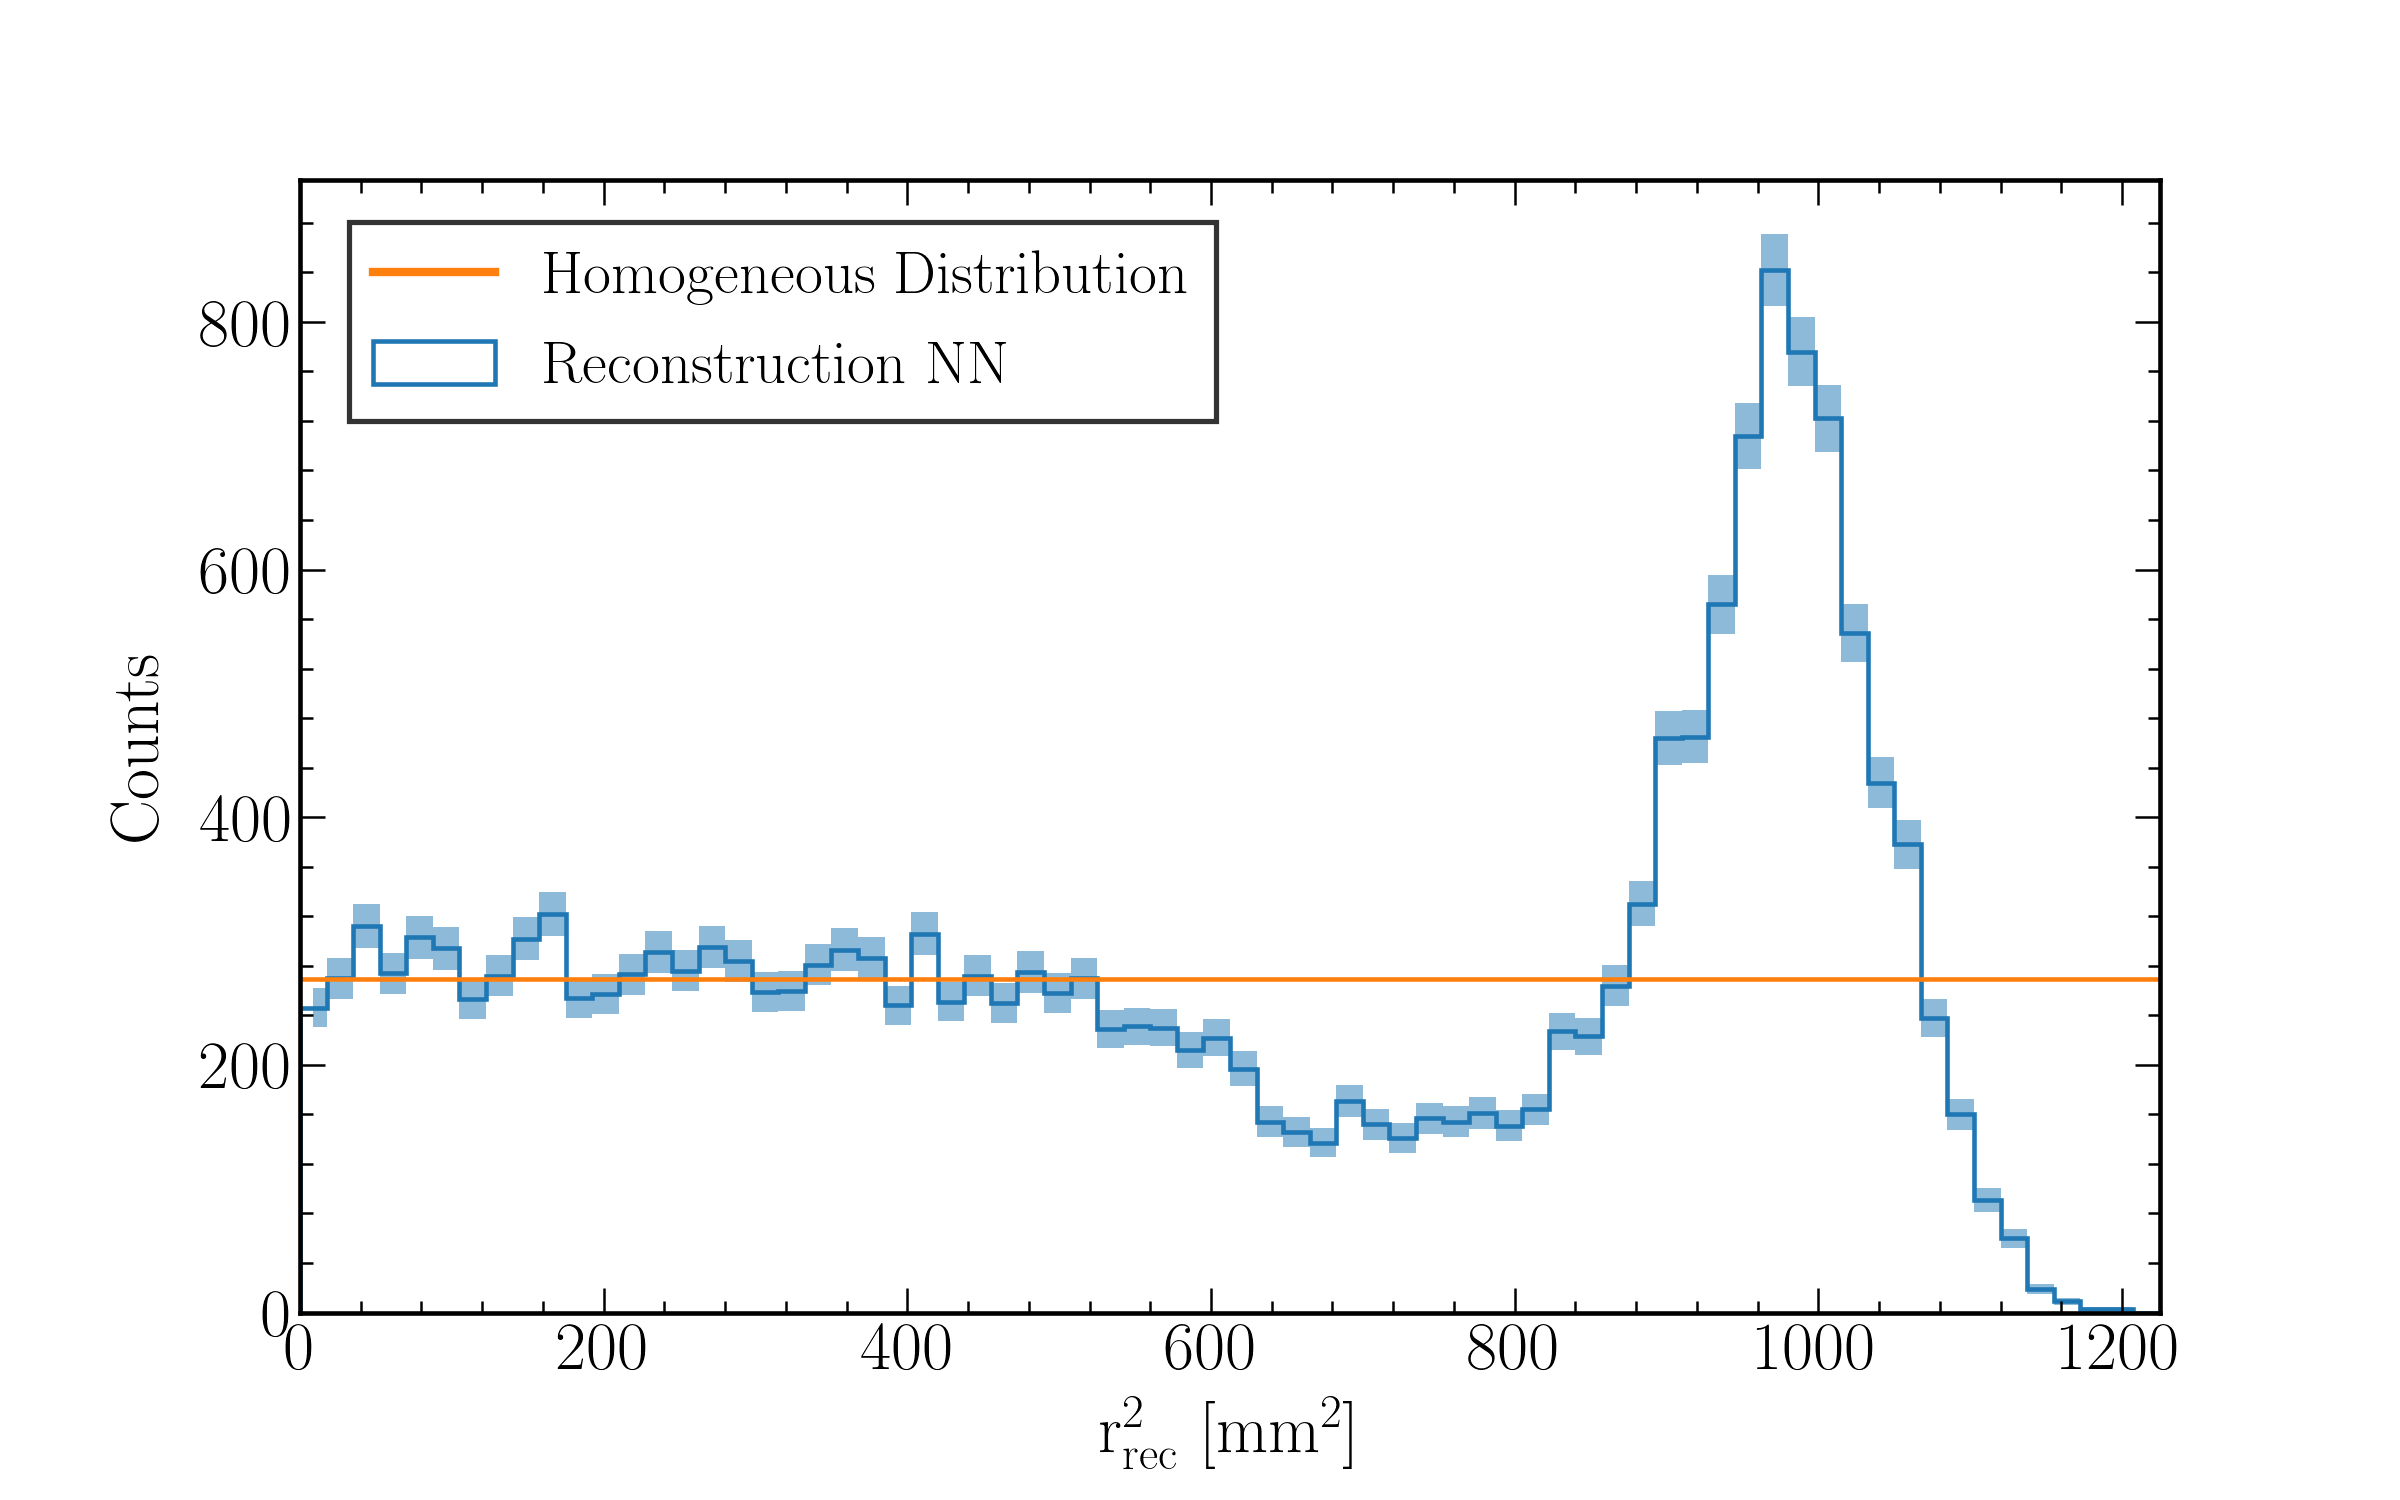 Homogeneous Distribution
Reconstruction NN
800
600
400
200
0
Counts
0 200 400 600 800 1000 1200
r²rec [mm²]